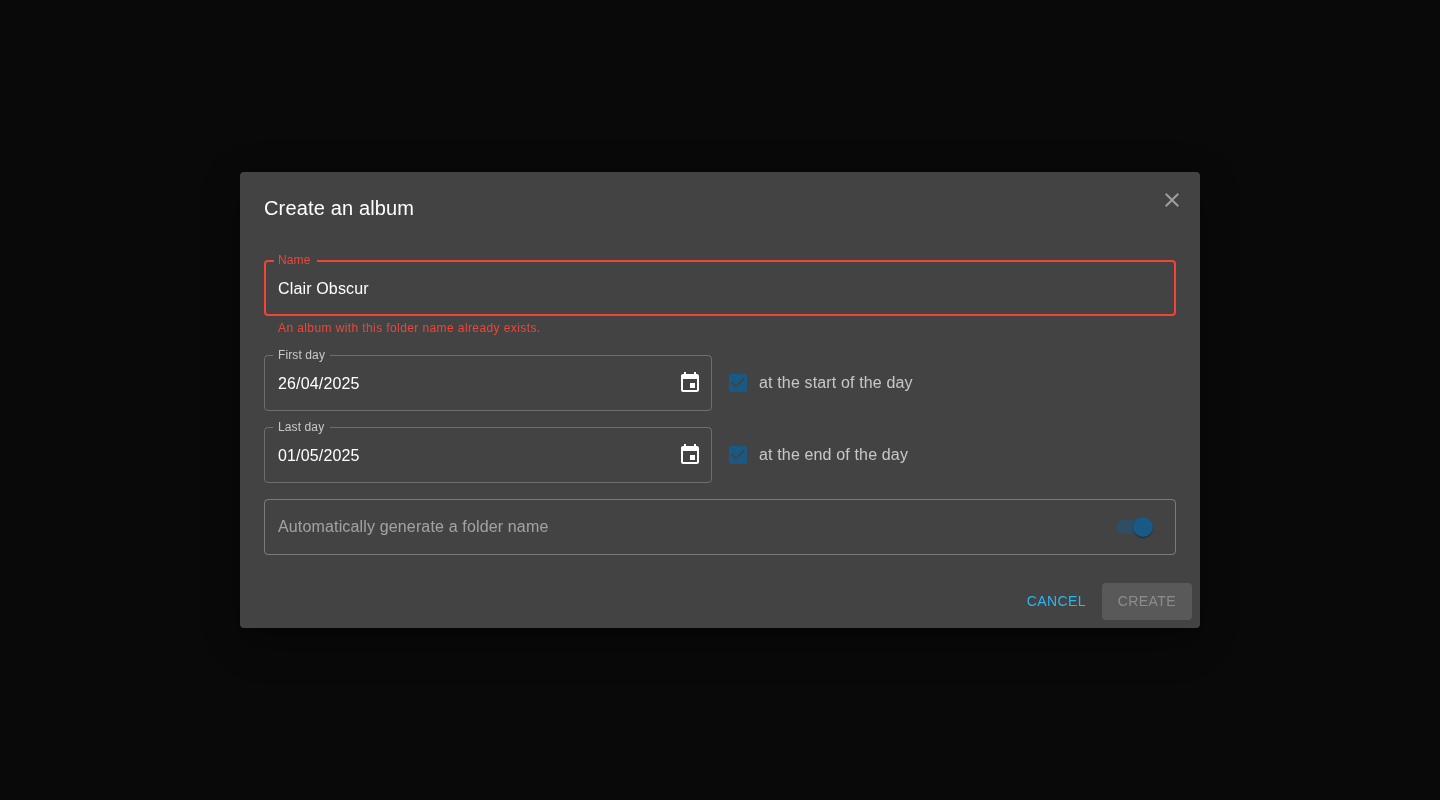 Create an album
Name
Clair Obscur
An album with this folder name already exists.
First day
26/04/2025
at the start of the day
Last day
01/05/2025
at the end of the day
Automatically generate a folder name
CANCEL
CREATE